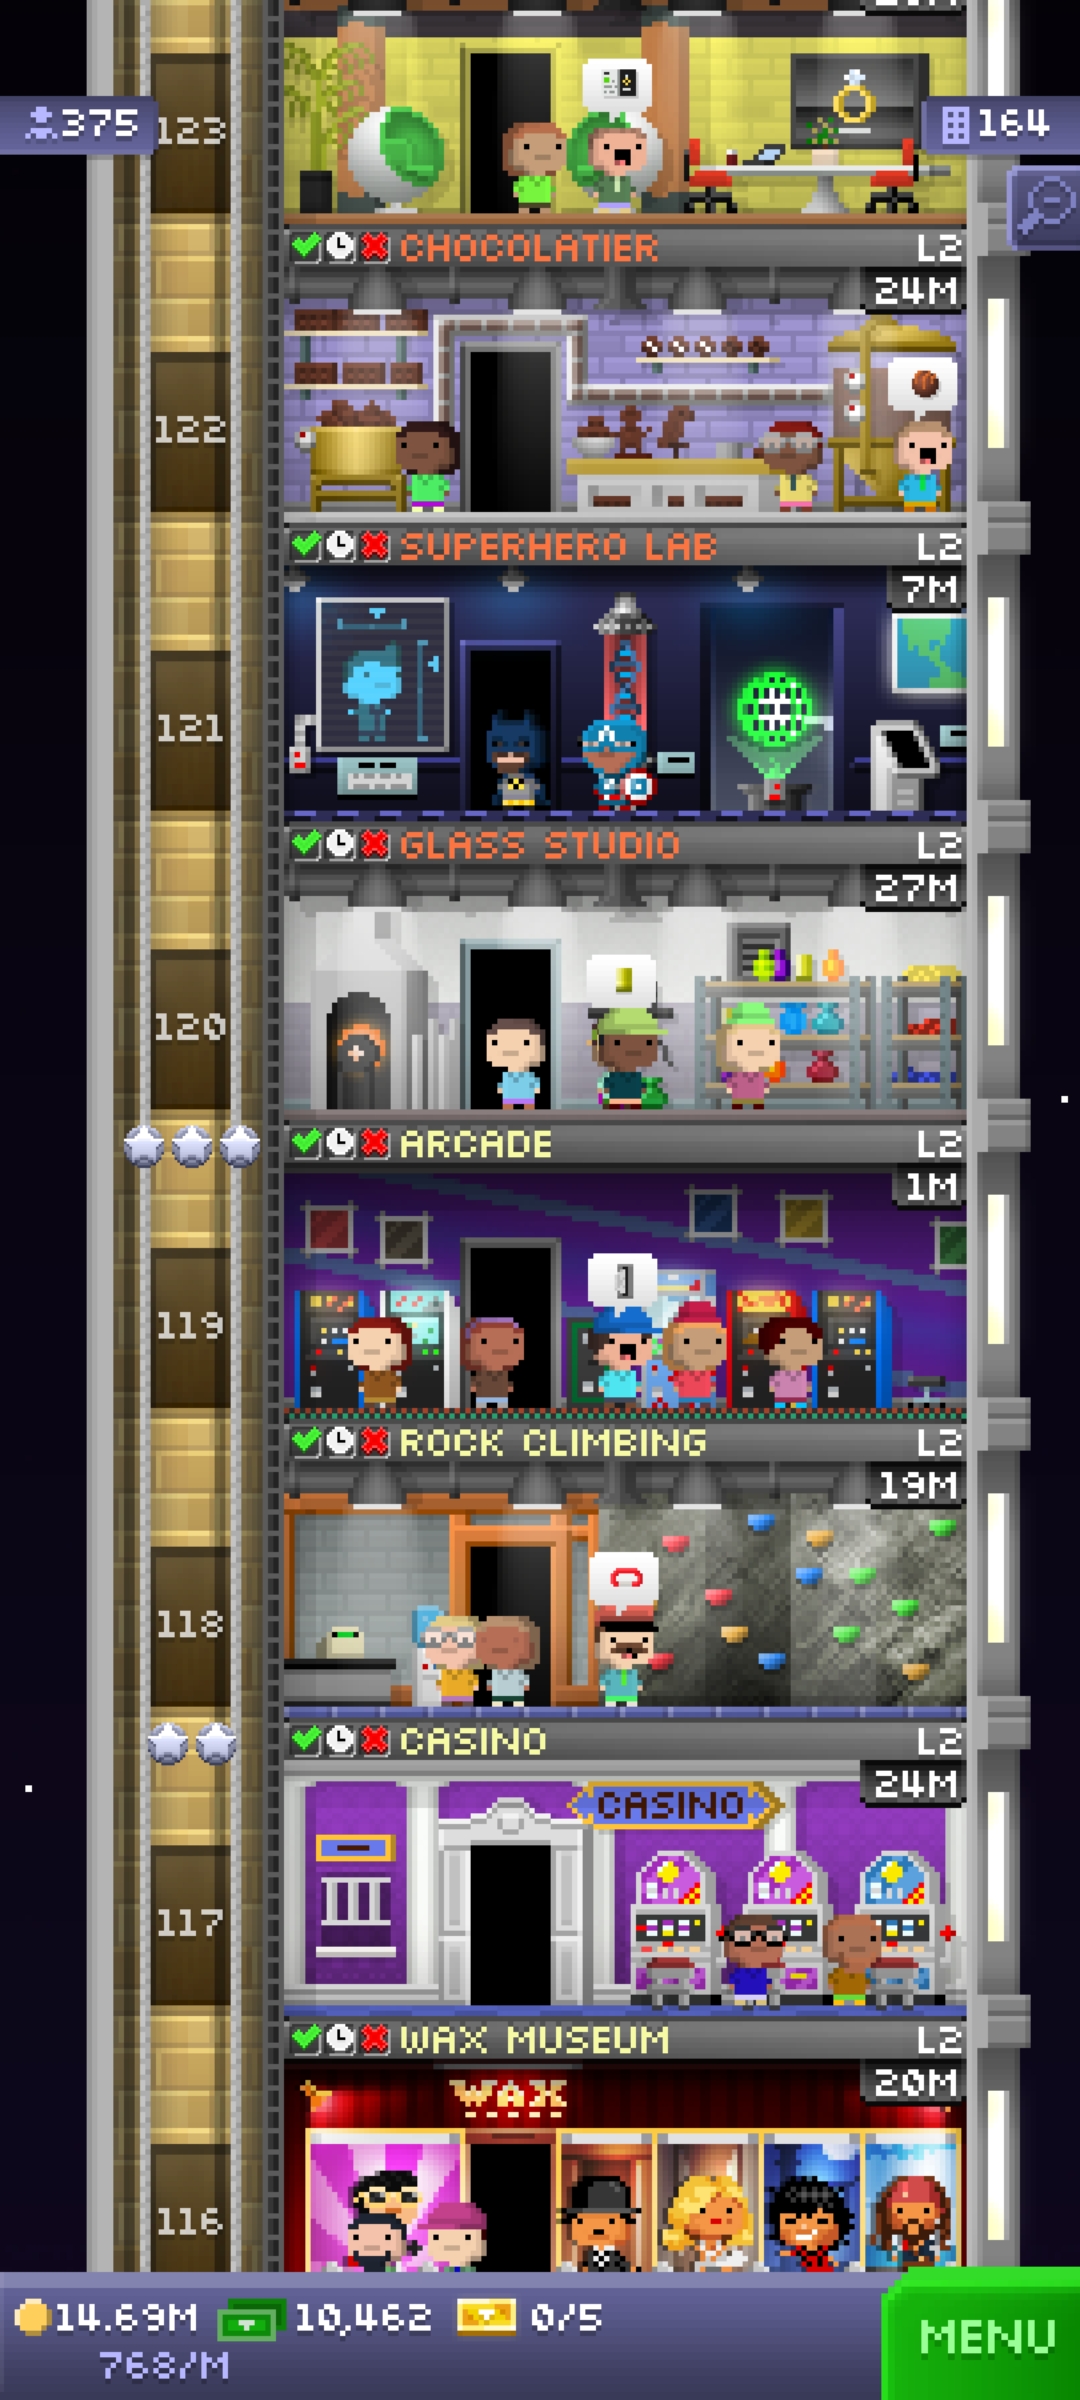 375
123
164
CHOCOLATIER L2
24M
122
SUPERHERO LAB L2
7M
121
GLASS STUDIO L2
27M
120
ARCADE L2
1M
119
ROCK CLIMBING L2
19M
118
CASINO L2
24M
CASINO
117
WAX MUSEUM L2
20M
WAX
116
14.69M 10,462 0/5
768/M
MENU